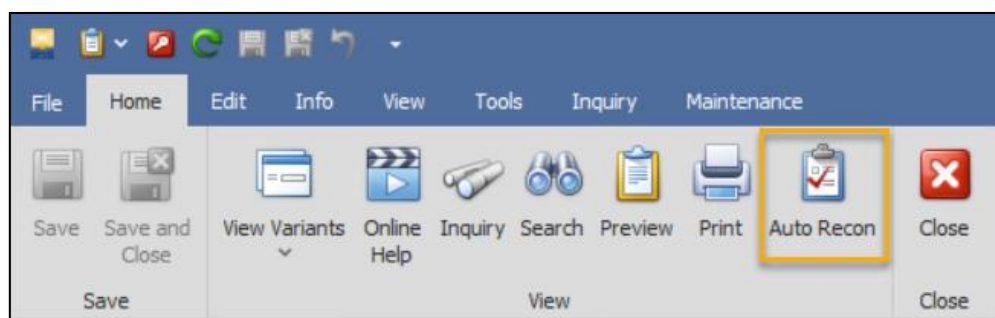 File Home Edit Info View Tools Inquiry Maintenance
Save Save and Close View Variants Online Help Inquiry Search Preview Print Auto Recon Close
Save View Close